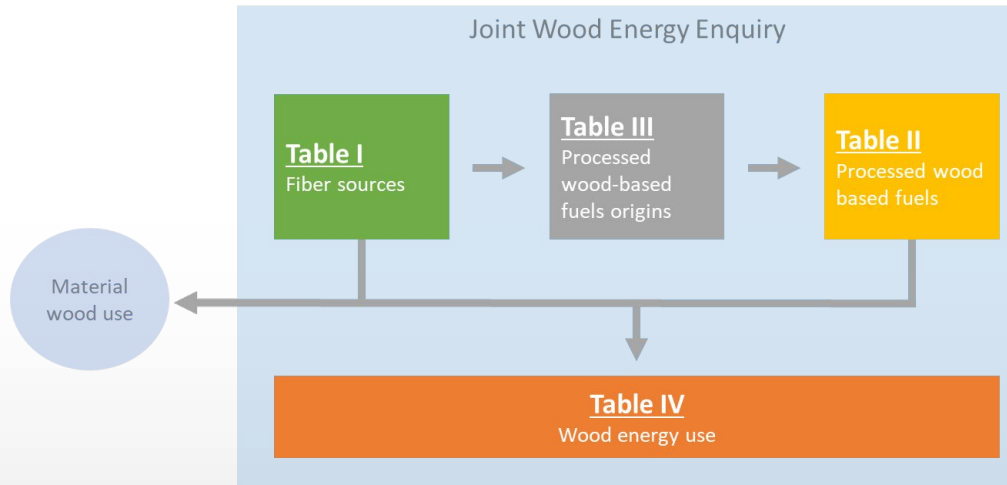 Joint Wood Energy Enquiry
Table I
Fiber sources
Table III
Processed
wood-based
fuels origins
Table II
Processed wood
based fuels
Material
wood use
Table IV
Wood energy use